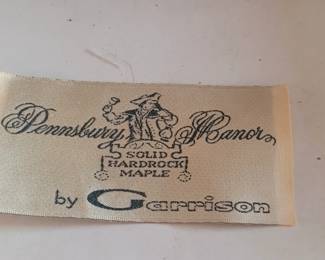 Pennsbury Manor
SOLID
HARDROCK
MAPLE
by Garrison